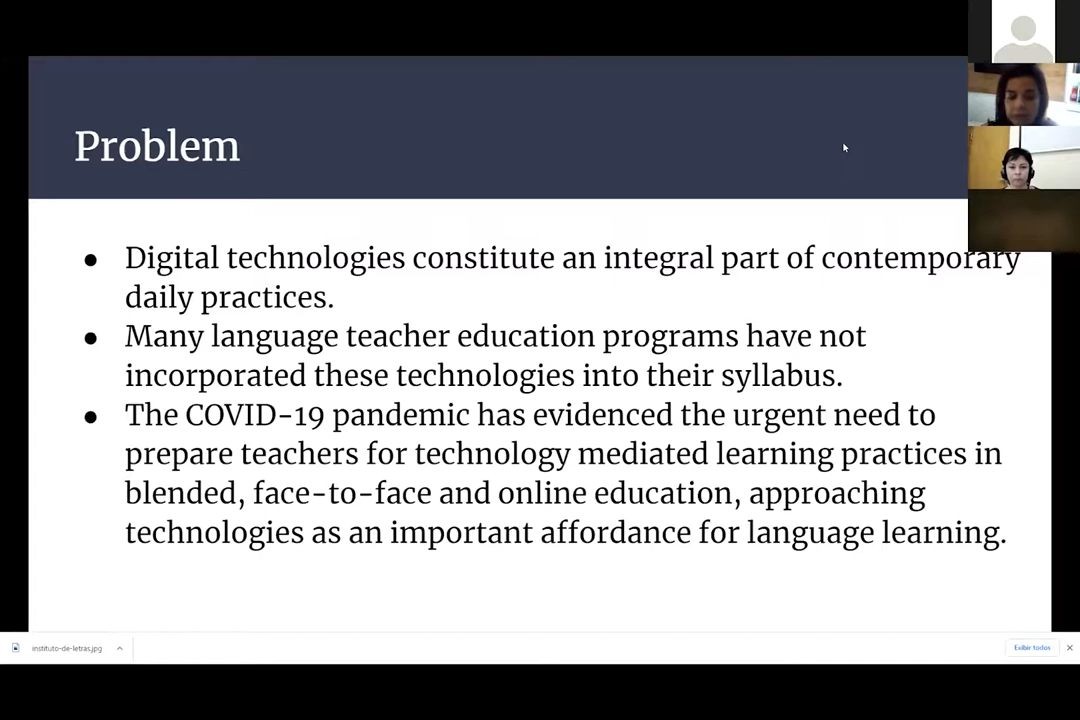 Problem
● Digital technologies constitute an integral part of contemporary
daily practices.
● Many language teacher education programs have not
incorporated these technologies into their syllabus.
● The COVID-19 pandemic has evidenced the urgent need to
prepare teachers for technology mediated learning practices in
blended, face-to-face and online education, approaching
technologies as an important affordance for language learning.
instituto-de-letras.jpg
Exibir todos